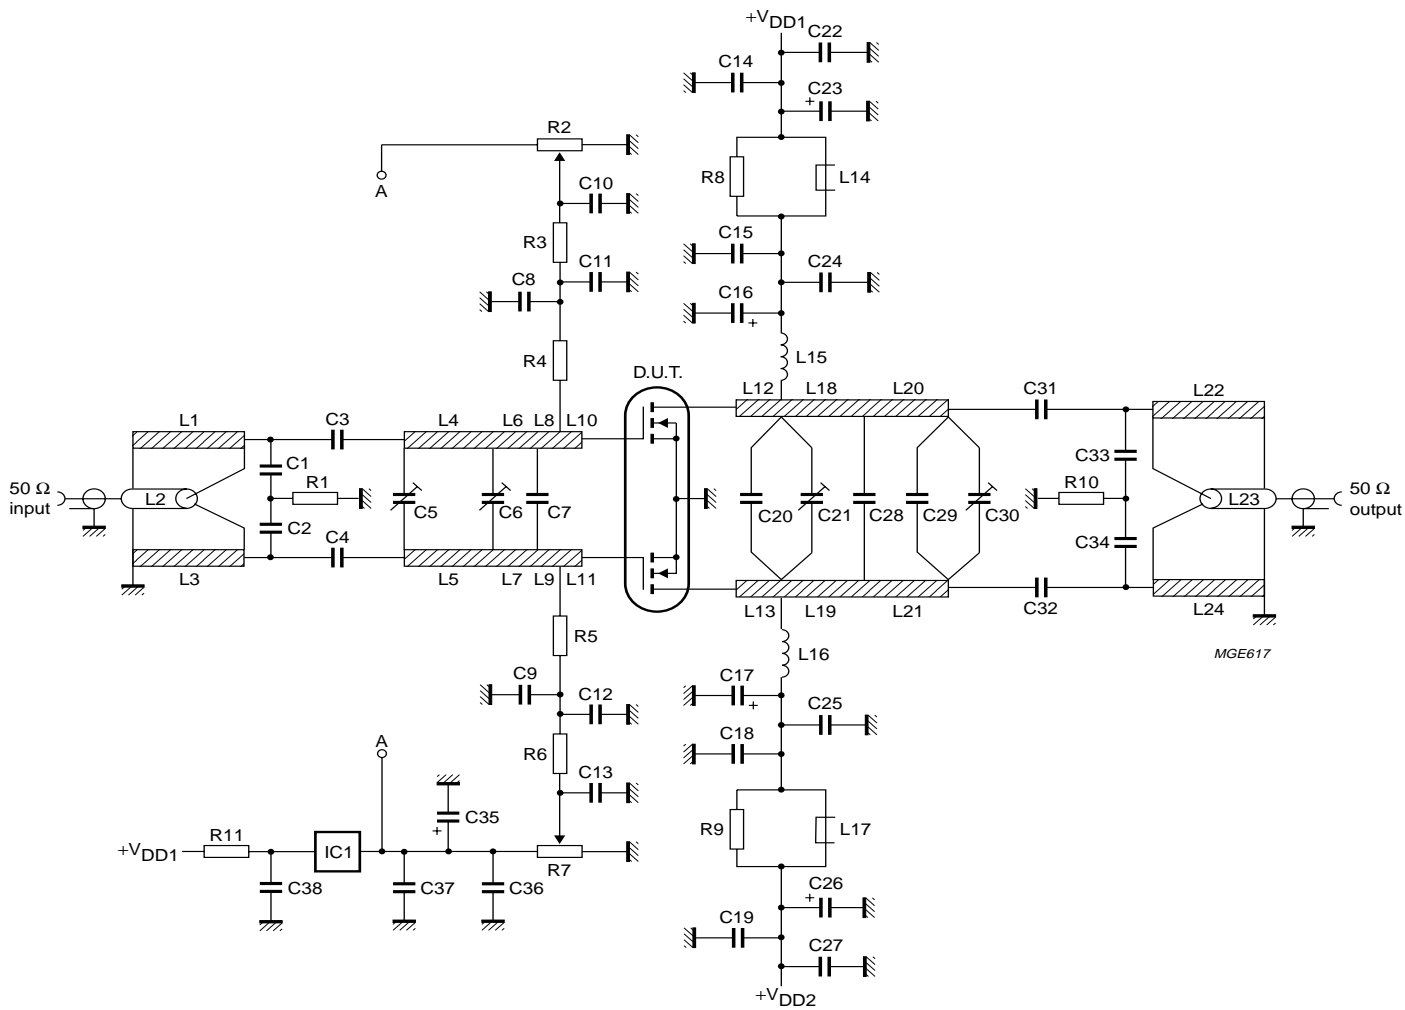 +VDD1
C22
C14
C23
R2
A
R8
L14
C10
R3
C15
C11
C24
C8
C16
R4
L15
D.U.T.
L12
L18
L20
L1
C3
L4
L6
L8
L10
C31
L22
C1
R1
C33
50 Ω
input
L2
C5
C6
C7
C20
C21
C28
C29
C30
R10
L23
50 Ω
output
C2
C4
C34
L3
L5
L7
L9
L11
L13
L19
L21
C32
L24
R5
L16
MGE617
C9
C12
C17
C25
A
R6
C18
C13
C35
R9
L17
+VDD1
R11
IC1
R7
C38
C37
C36
C26
C19
C27
+VDD2